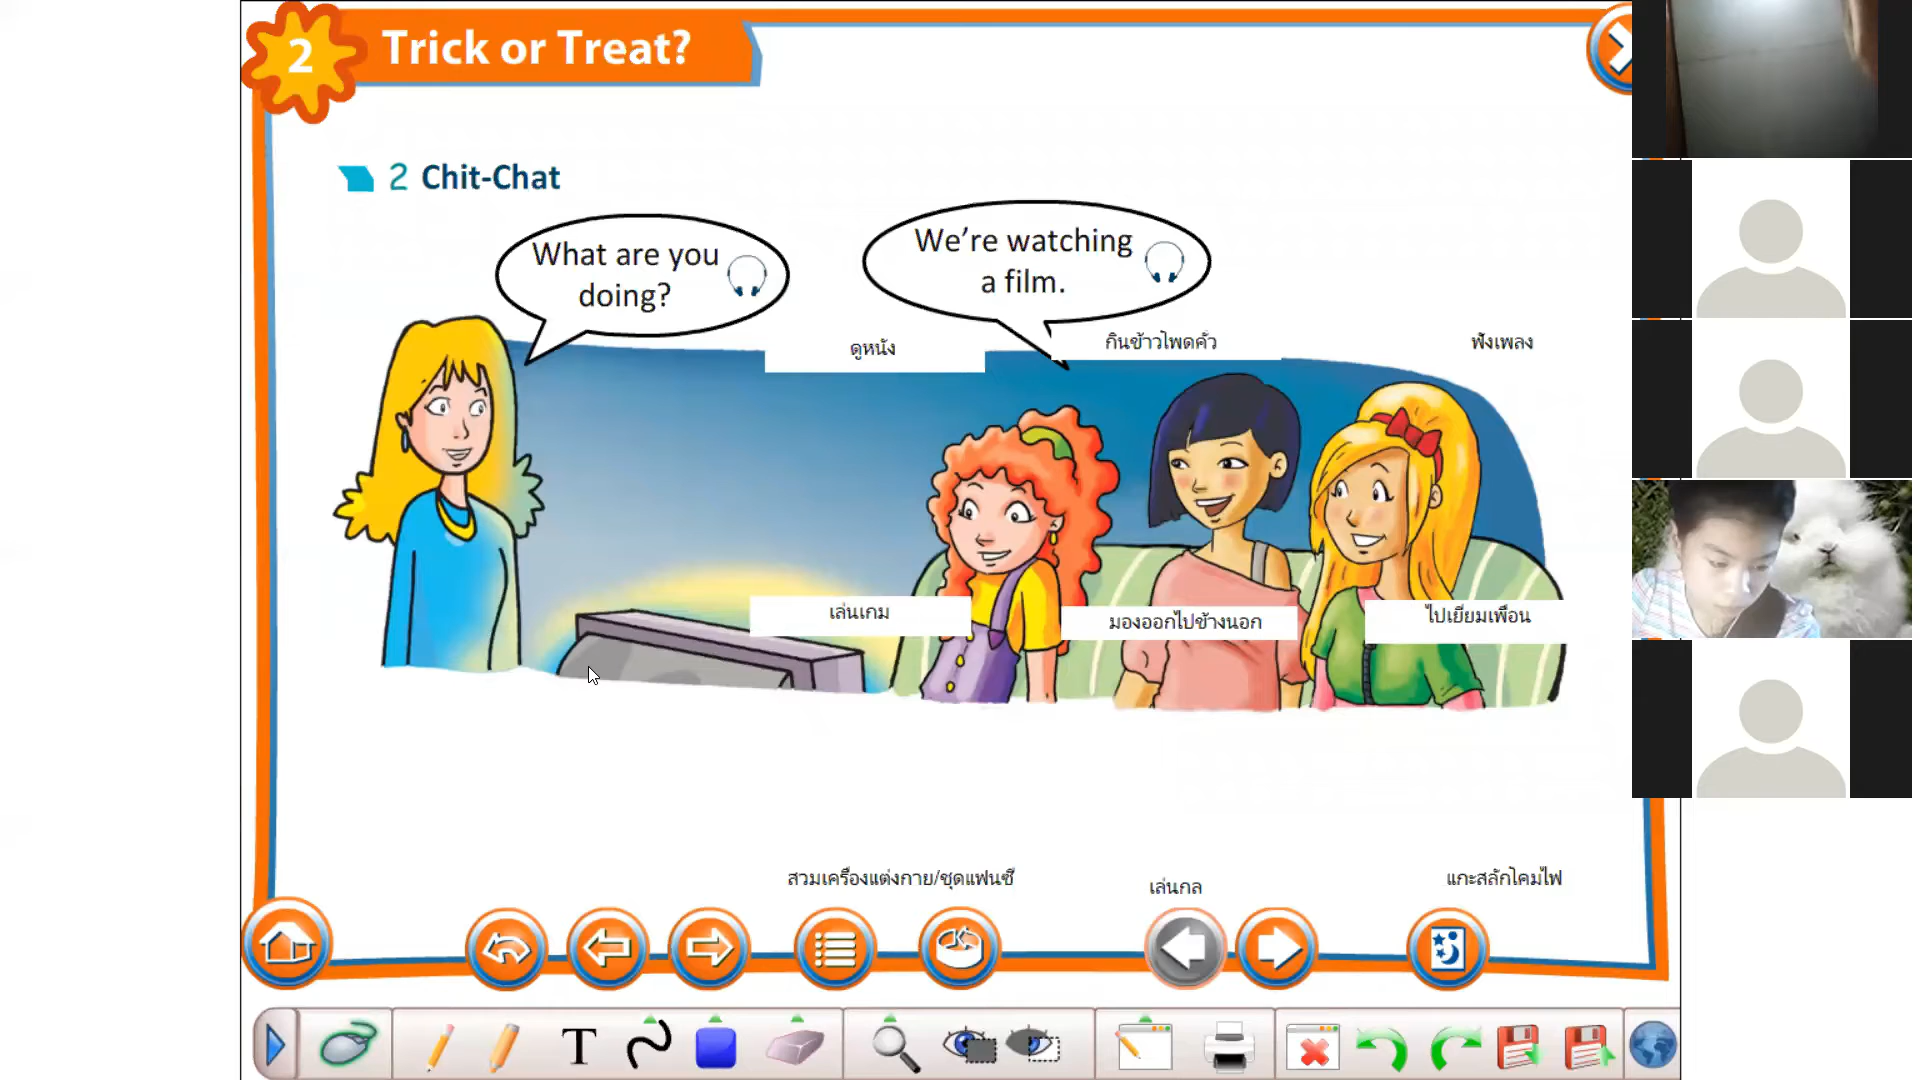 2
Trick or Treat?
2 Chit-Chat
What are you
doing?
We're watching
a film.
ดูหนัง
กินข้าวโพดคั่ว
ฟังเพลง
เล่นเกม
มองออกไปข้างนอก
ไปเยี่ยมเพื่อน
สวมเครื่องแต่งกาย/ชุดแฟนซี
เล่นกล
แกะสลักโคมไฟ
T